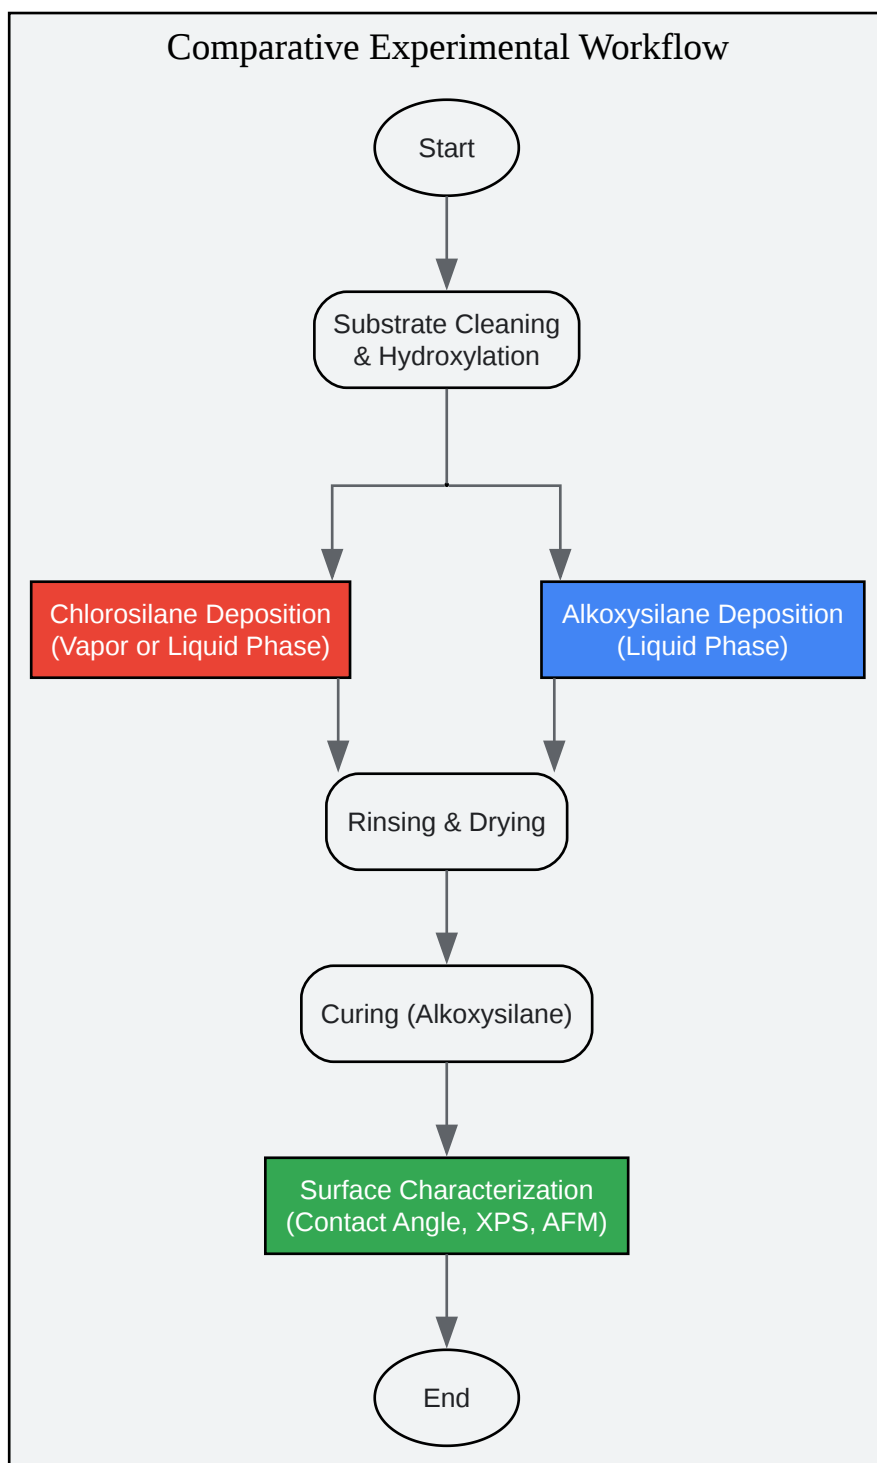 Comparative Experimental Workflow
Start
Substrate Cleaning
& Hydroxylation
Chlorosilane Deposition
(Vapor or Liquid Phase)
Alkoxysilane Deposition
(Liquid Phase)
Rinsing & Drying
Curing (Alkoxysilane)
Surface Characterization
(Contact Angle, XPS, AFM)
End